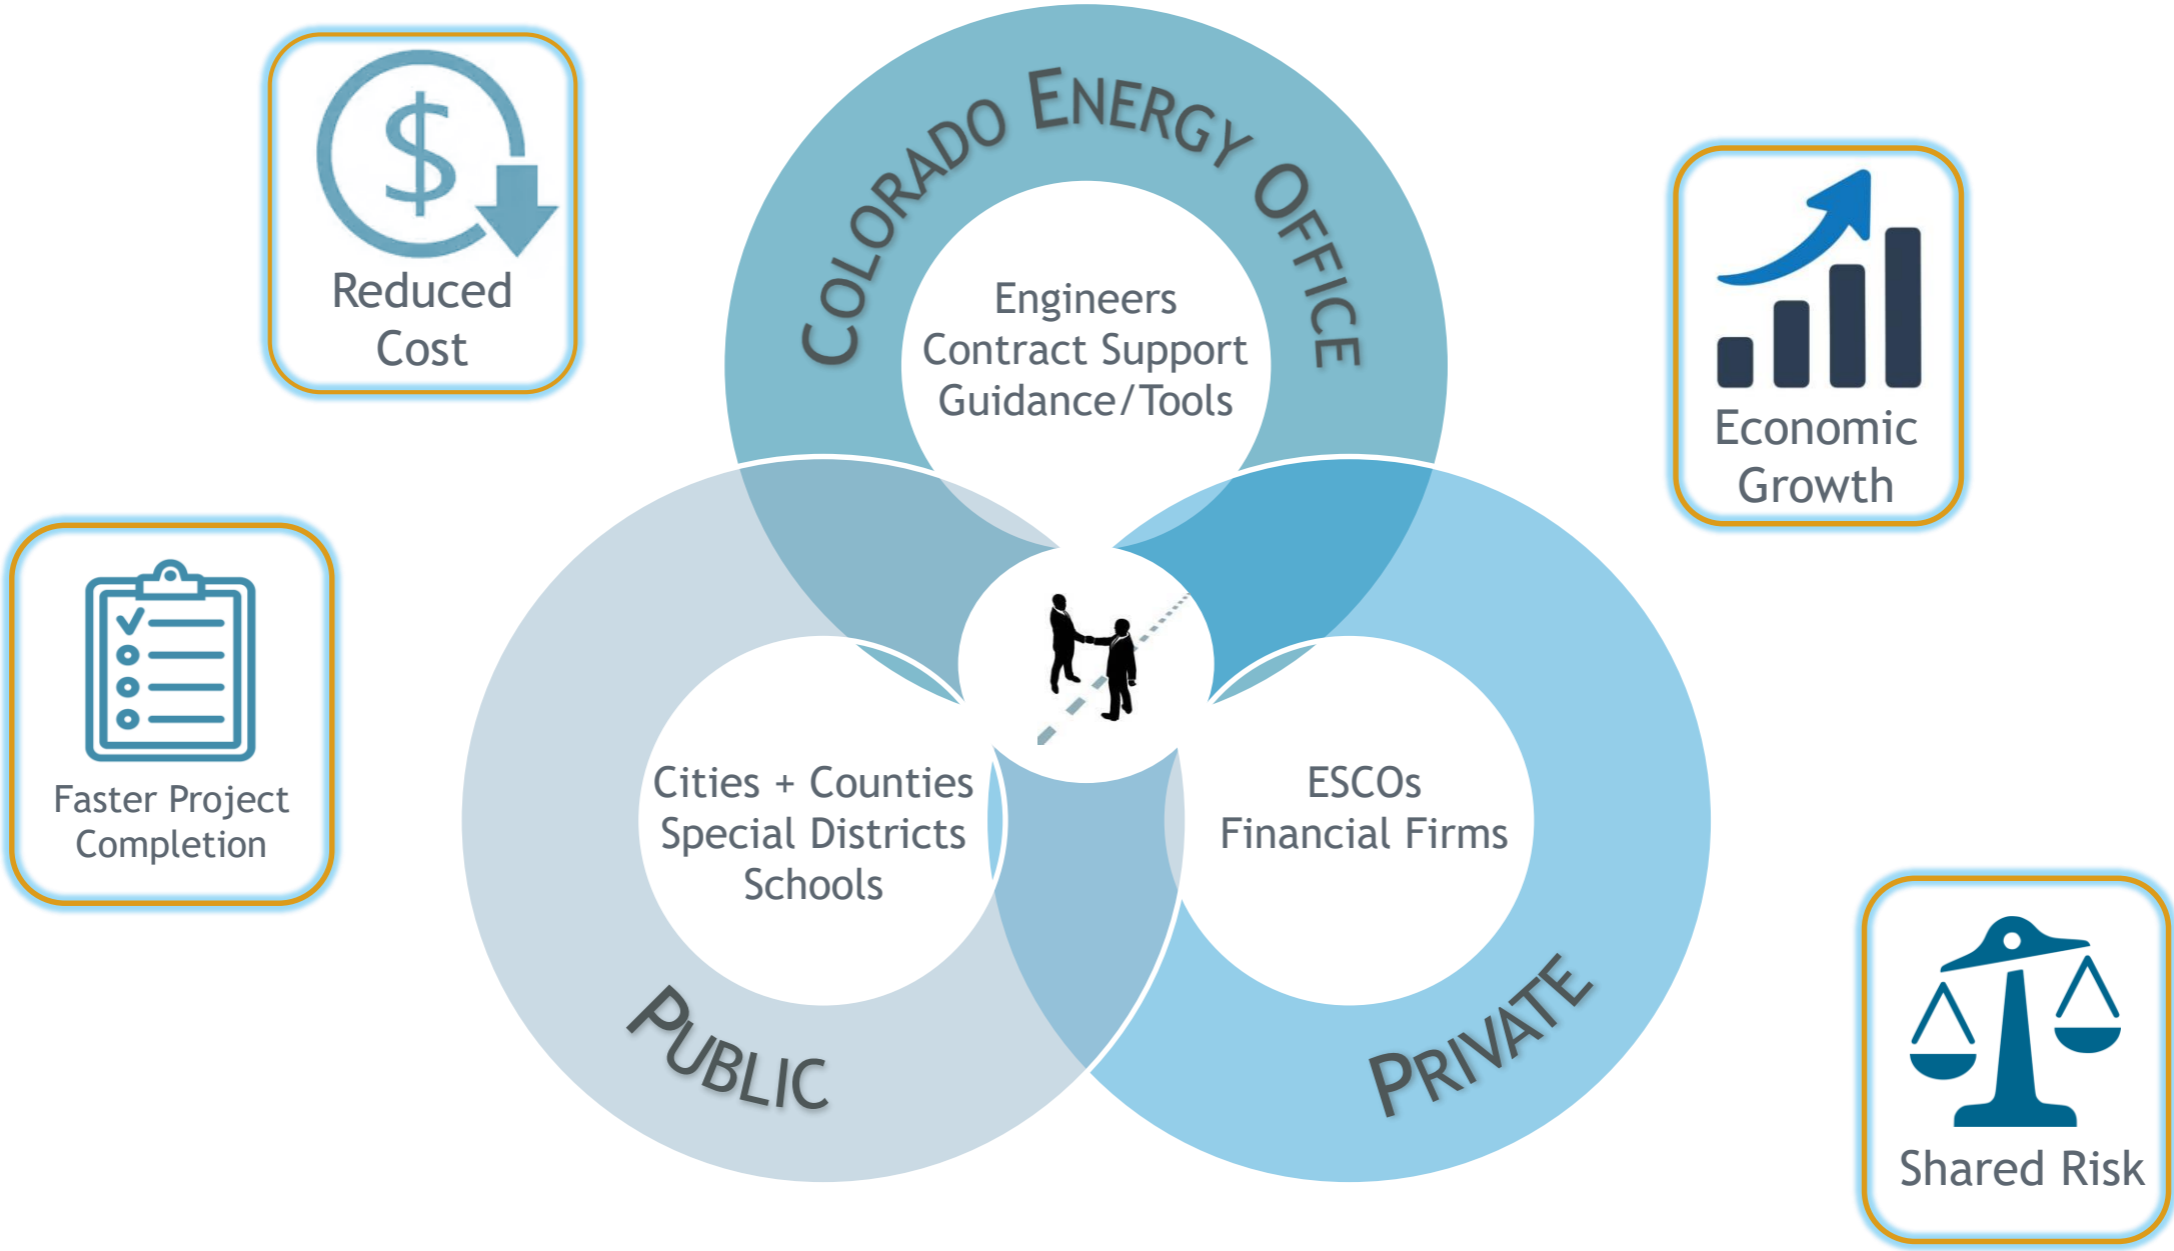 COLORADO ENERGY OFFICE
Engineers
Contract Support
Guidance/Tools
Reduced
Cost
Economic
Growth
Faster Project
Completion
Cities + Counties
Special Districts
Schools
PUBLIC
ESCOs
Financial Firms
PRIVATE
Shared Risk
$